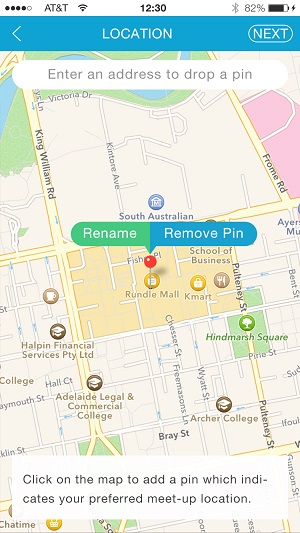 AT&T 12:30 82%
LOCATION
NEXT
Enter an address to drop a pin
Victoria Dr
King William Rd
Kintore Ave
Frome Rd
South Australian
Rename
Remove Pin
School of
Business
Rundle Mall
Kmart
Pulteney St
Hindmarsh Square
Halpin Financial
Services Pty Ltd
Chesser St
Pine St
College
Hall Ct
Freemasons Ln
Wyatt St
Adelaide Legal &
Commercial
College
Archer College
Pulteney St
Bray St
Click on the map to add a pin which indi-
cates your preferred meet-up location.
Chatime
College